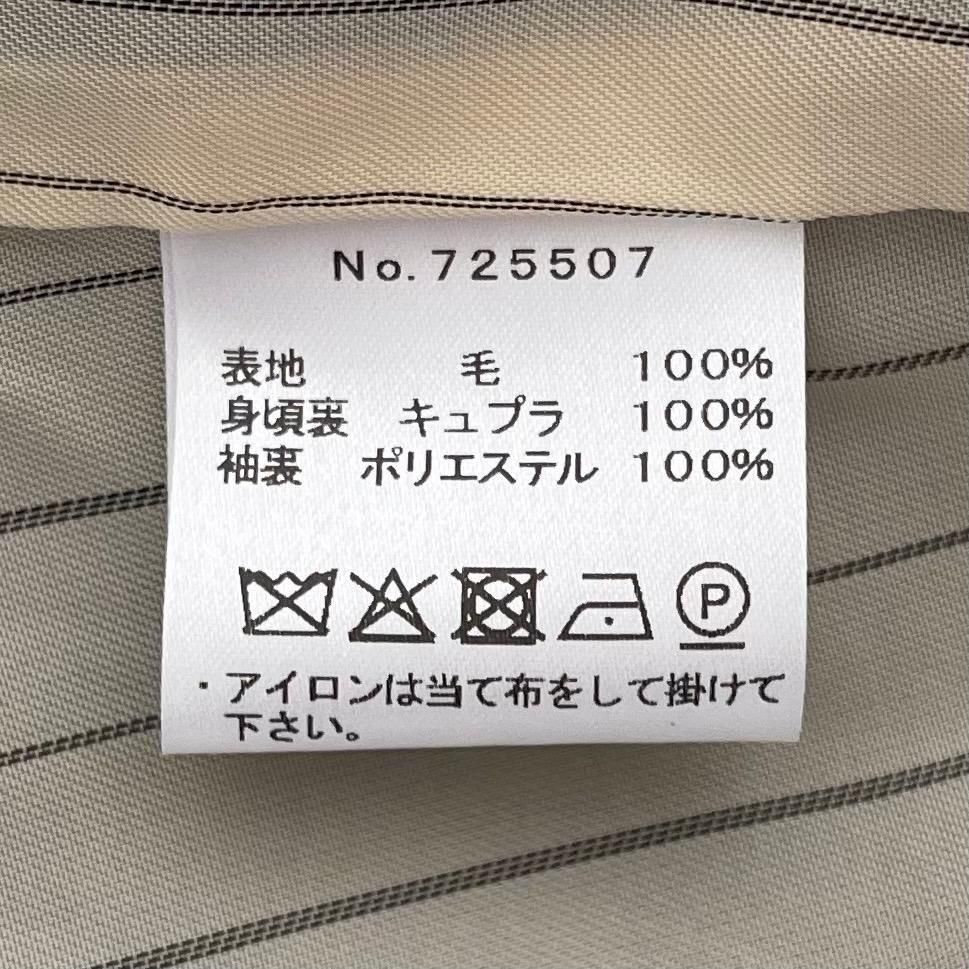 No.725507
表地 毛 100%
身頃裏 キュプラ 100%
袖裏 ポリエステル 100%
P
・アイロンは当て布をして掛けて
下さい。